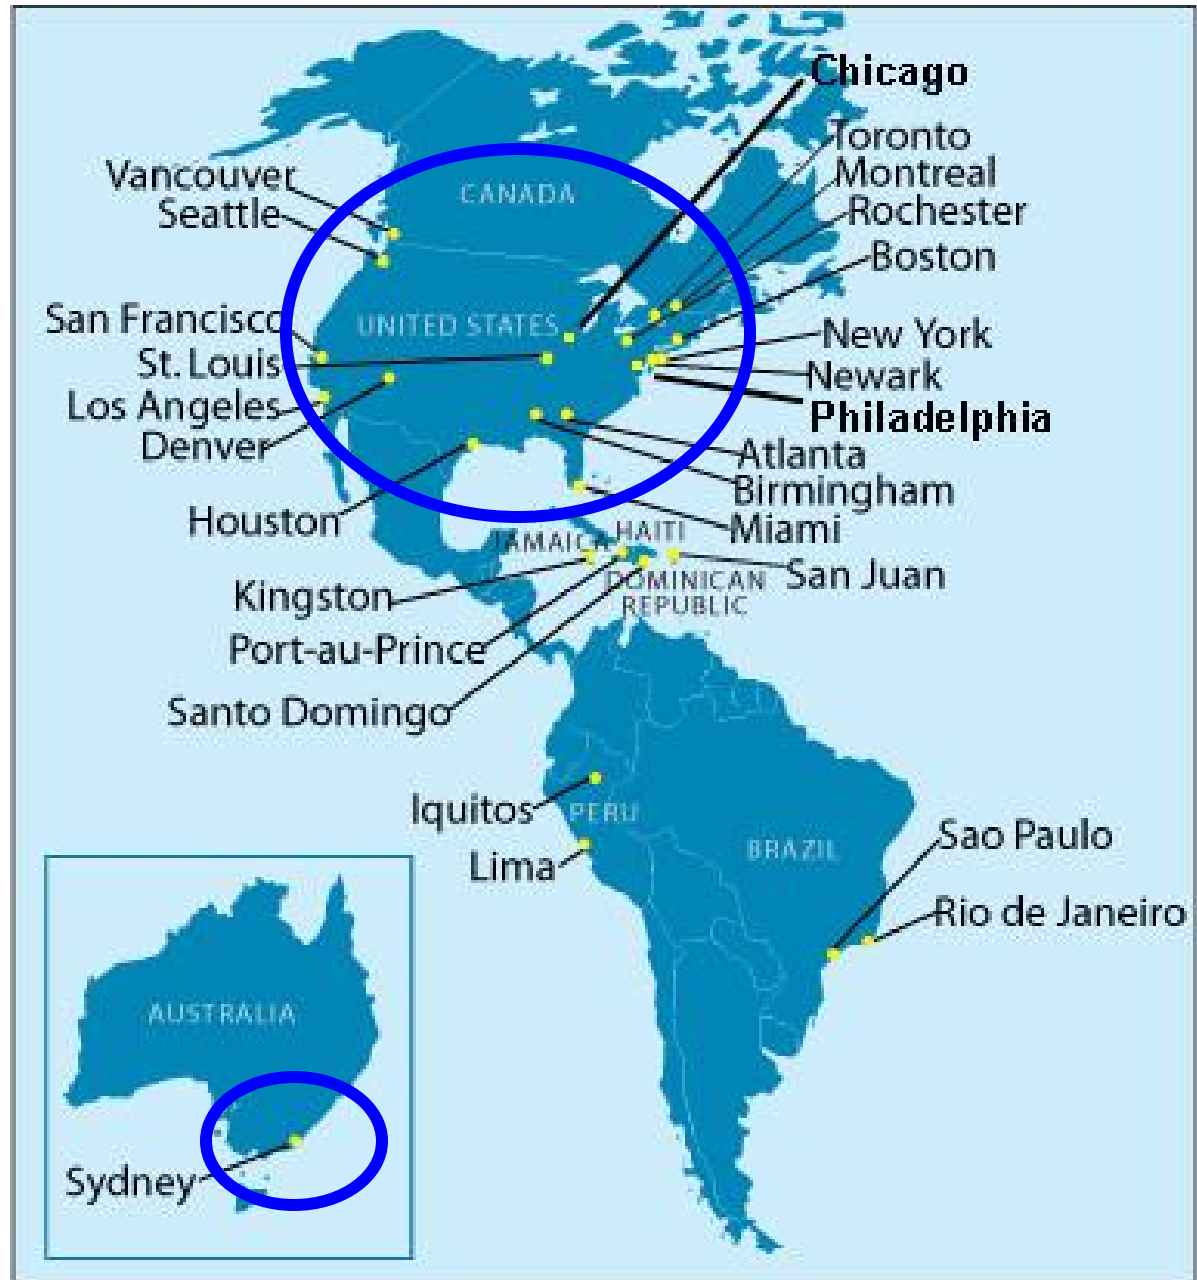 Chicago
Toronto
Montreal
Rochester
Boston
Vancouver
Seattle
CANADA
San Francisco
UNITED STATES
St. Louis
Los Angeles
Denver
New York
Newark
Philadelphia
Atlanta
Birmingham
Miami
Houston
JAMAICA
HAITI
San Juan
DOMINICAN
REPUBLIC
Kingston
Port-au-Prince
Santo Domingo
Iquitos
PERU
Lima
BRAZIL
Sao Paulo
Rio de Janeiro
AUSTRALIA
Sydney